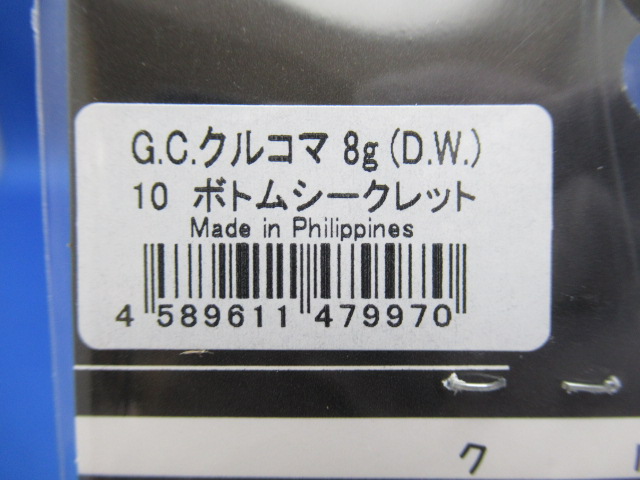 G.C.クルコマ 8g (D.W.)
10 ボトムシークレット
Made in Philippines
4 589611 479970
ク